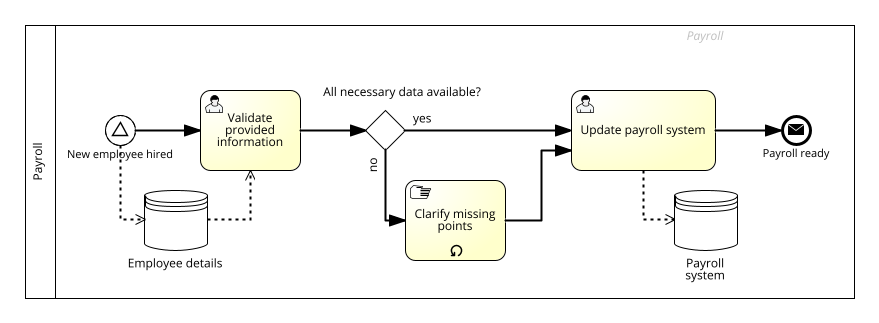 Payroll
Payroll
All necessary data available?
Validate
provided
information
yes
Update payroll system
New employee hired
Payroll ready
no
Clarify missing
points
Employee details
Payroll
system